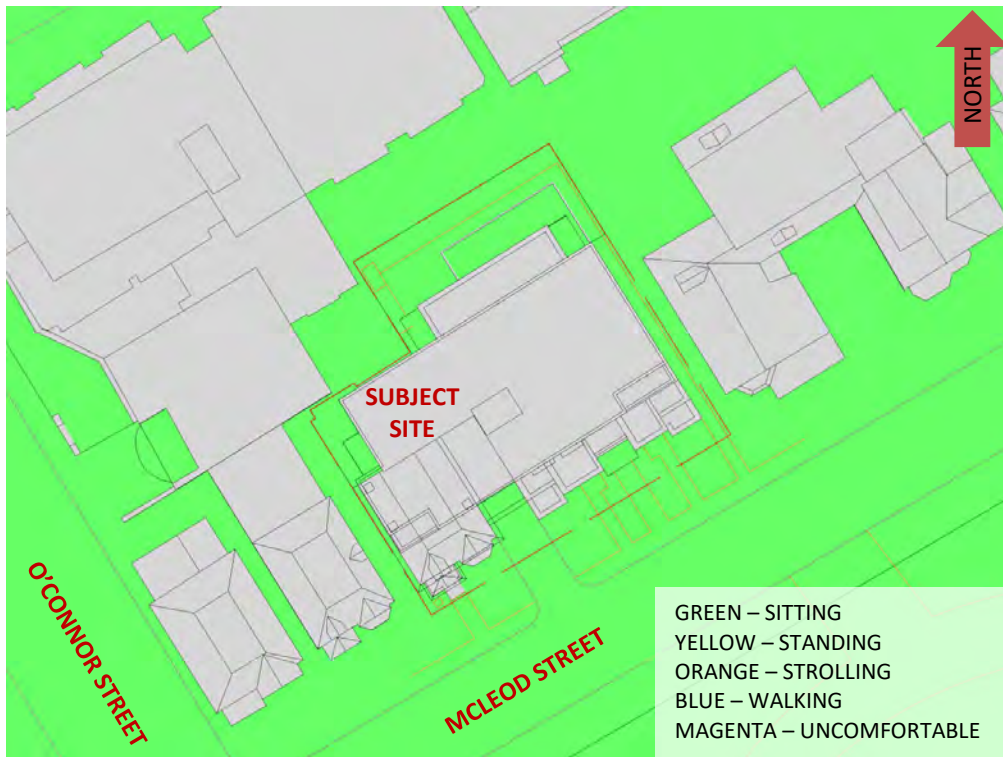 NORTH
SUBJECT
SITE
O'CONNOR STREET
MCLEOD STREET
GREEN – SITTING
YELLOW – STANDING
ORANGE – STROLLING
BLUE – WALKING
MAGENTA – UNCOMFORTABLE